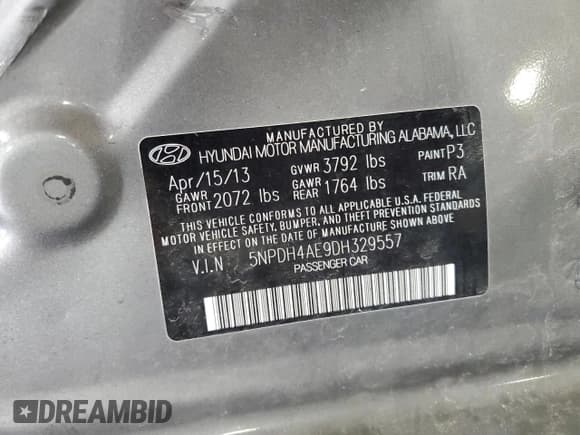 MANUFACTURED BY
HYUNDAI MOTOR MANUFACTURING ALABAMA, LLC
Apr/15/13 GVWR 3792 lbs PAINT P3
GAWR FRONT 2072 lbs GAWR REAR 1764 lbs TRIM RA
THIS VEHICLE CONFORMS TO ALL APPLICABLE U.S.A. FEDERAL
MOTOR VEHICLE SAFETY, BUMPER, AND THEFT PREVENTION STANDARDS
IN EFFECT ON THE DATE OF MANUFACTURE SHOWN ABOVE
V.I.N 5NPDH4AE9DH329557
PASSENGER CAR
DREAMBID